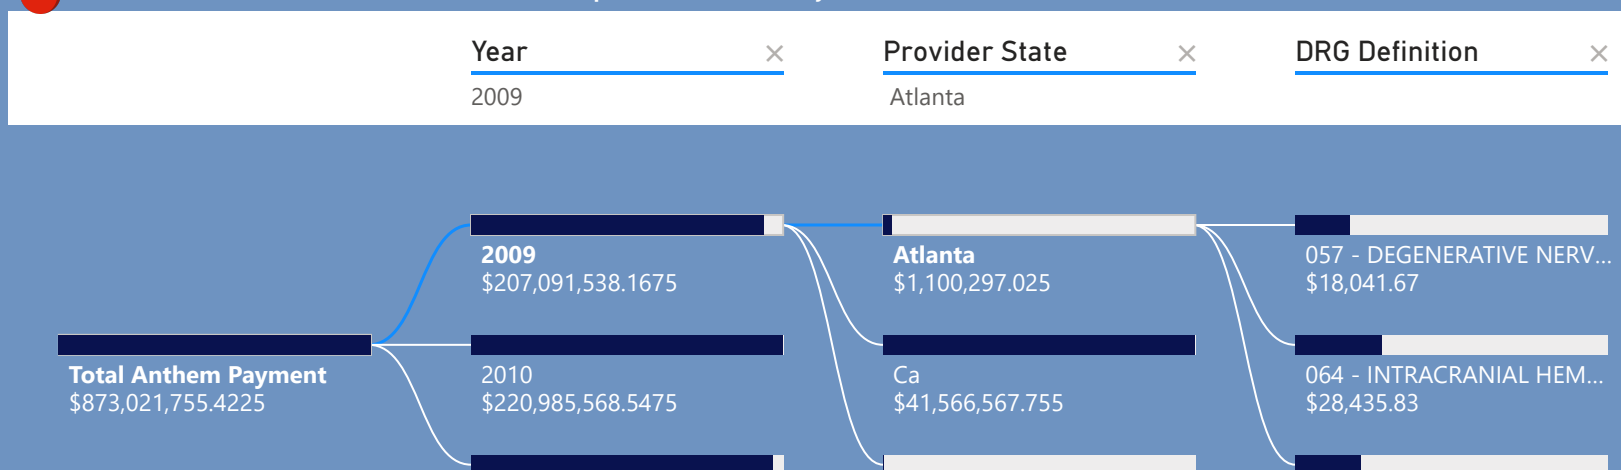 Year
Provider State
DRG Definition
2009
Atlanta
2009
$207,091,538.1675
Atlanta
$1,100,297.025
057 - DEGENERATIVE NERV...
$18,041.67
Total Anthem Payment
$873,021,755.4225
2010
$220,985,568.5475
Ca
$41,566,567.755
064 - INTRACRANIAL HEM...
$28,435.83